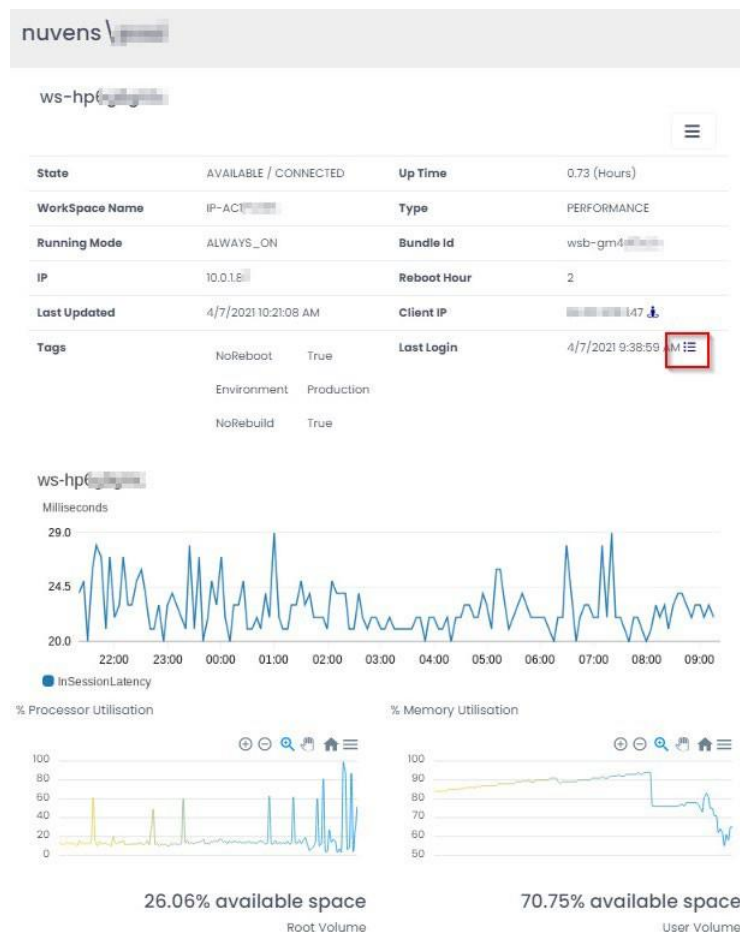 nuvens\
ws-hp6
State AVAILABLE / CONNECTED Up Time 0.73 (Hours)
WorkSpace Name IP-AC1 Type PERFORMANCE
Running Mode ALWAYS_ON Bundle Id wsb-gm4
IP 10.0.1.8 Reboot Hour 2
Last Updated 4/7/2021 10:21:08 AM Client IP 147
Tags NoReboot True Last Login 4/7/2021 9:38:59 AM
Environment Production
NoRebuild True
ws-hp6
Milliseconds
29.0
24.5
20.0
22:00 23:00 00:00 01:00 02:00 03:00 04:00 05:00 06:00 07:00 08:00 09:00
InSessionLatency
% Processor Utilisation % Memory Utilisation
100 100
80 90
60 80
40 70
20 60
0 50
26.06% available space 70.75% available space
Root Volume User Volume